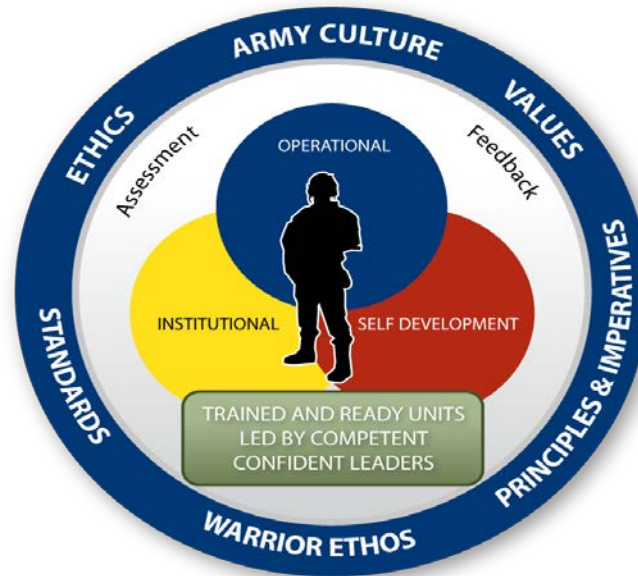 ARMY CULTURE
ETHICS
VALUES
Assessment
Feedback
OPERATIONAL
INSTITUTIONAL
SELF DEVELOPMENT
STANDARDS
PRINCIPLES & IMPERATIVES
TRAINED AND READY UNITS
LED BY COMPETENT
CONFIDENT LEADERS
WARRIOR ETHOS